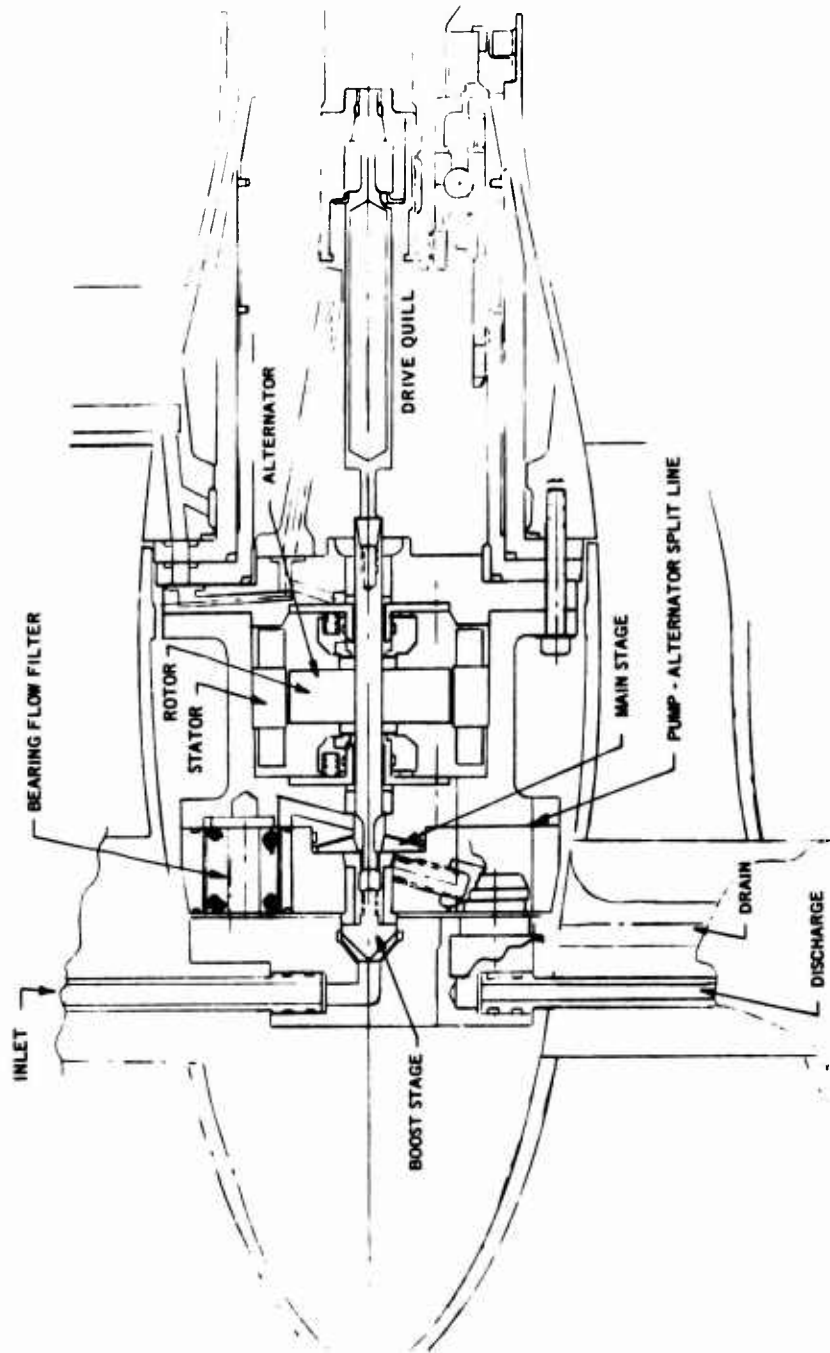 INLET
BEARING FLOW FILTER
STATOR
ROTOR
ALTERNATOR
DRIVE QUILL
BOOST STAGE
MAIN STAGE
PUMP - ALTERNATOR SPLIT LINE
DRAIN
DISCHARGE